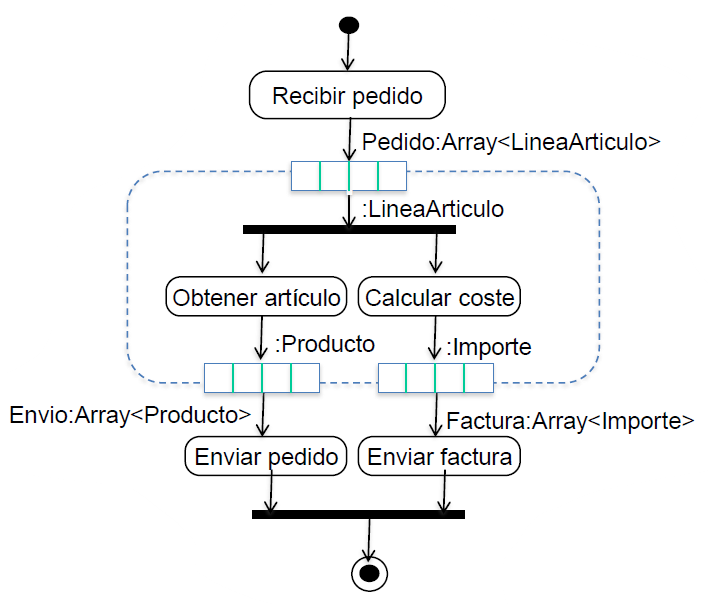 Recibir pedido
Pedido:Array<LineaArticulo>
:LineaArticulo
Obtener artículo
Calcular coste
:Producto
:Importe
Envio:Array<Producto>
Factura:Array<Importe>
Enviar pedido
Enviar factura